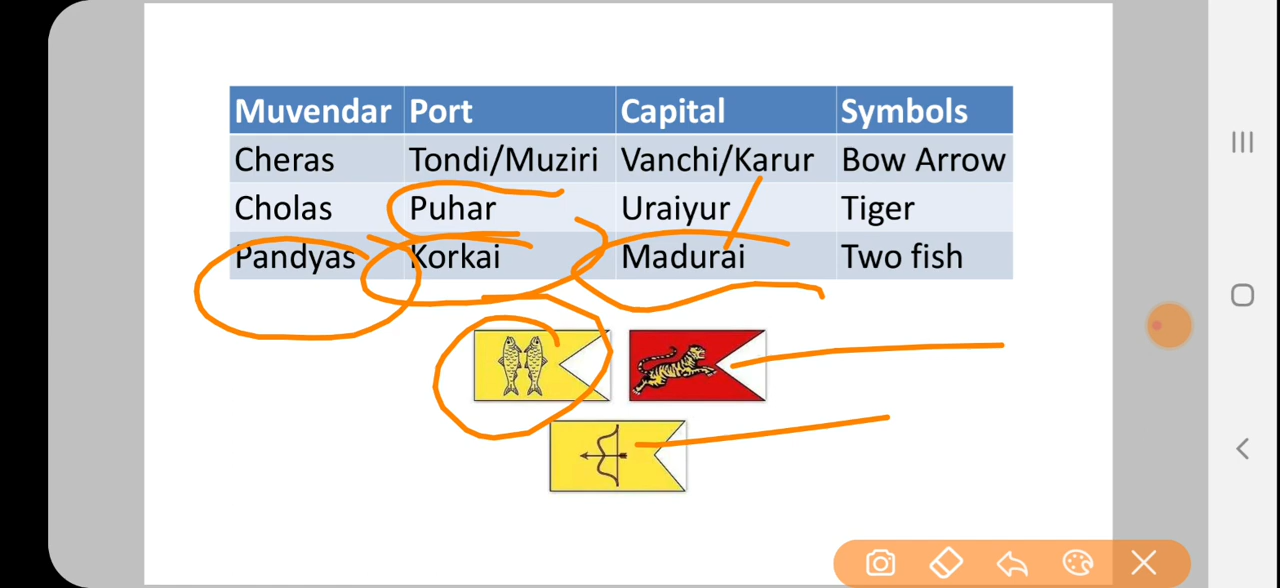 Muvendar Port Capital Symbols
Cheras Tondi/Muziri Vanchi/Karur Bow Arrow
Cholas Puhar Uraiyur Tiger
Pandyas Korkai Madurai Two fish